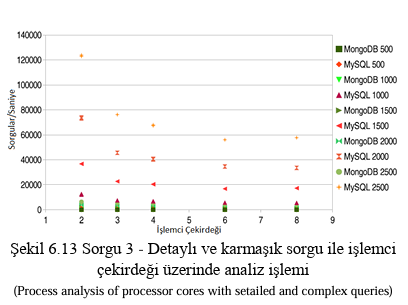 140000
120000
100000
80000
60000
40000
20000
0
Sorgular/Saniye
1 2 3 4 5 6 7 8 9
İşlemci Çekirdeği
MongoDB 500
MySQL 500
MongoDB 1000
MySQL 1000
MongoDB 1500
MySQL 1500
MongoDB 2000
MySQL 2000
MongoDB 2500
MySQL 2500
Şekil 6.13 Sorgu 3 - Detaylı ve karmaşık sorgu ile işlemci
çekirdeği üzerinde analiz işlemi
(Process analysis of processor cores with setailed and complex queries)